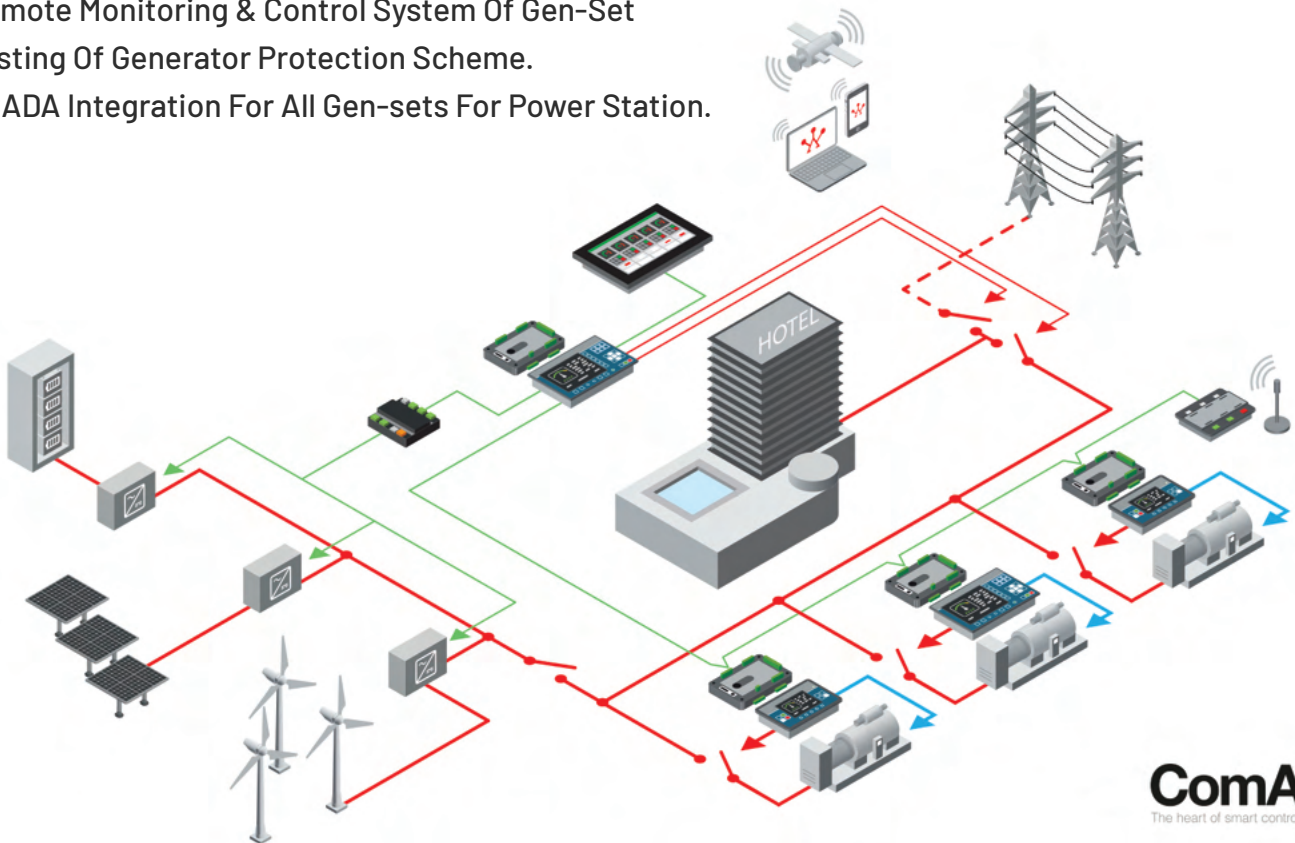 mote Monitoring & Control System Of Gen-Set
sting Of Generator Protection Scheme.
ADA Integration For All Gen-sets For Power Station.
HOTEL
ComA
The heart of smart control